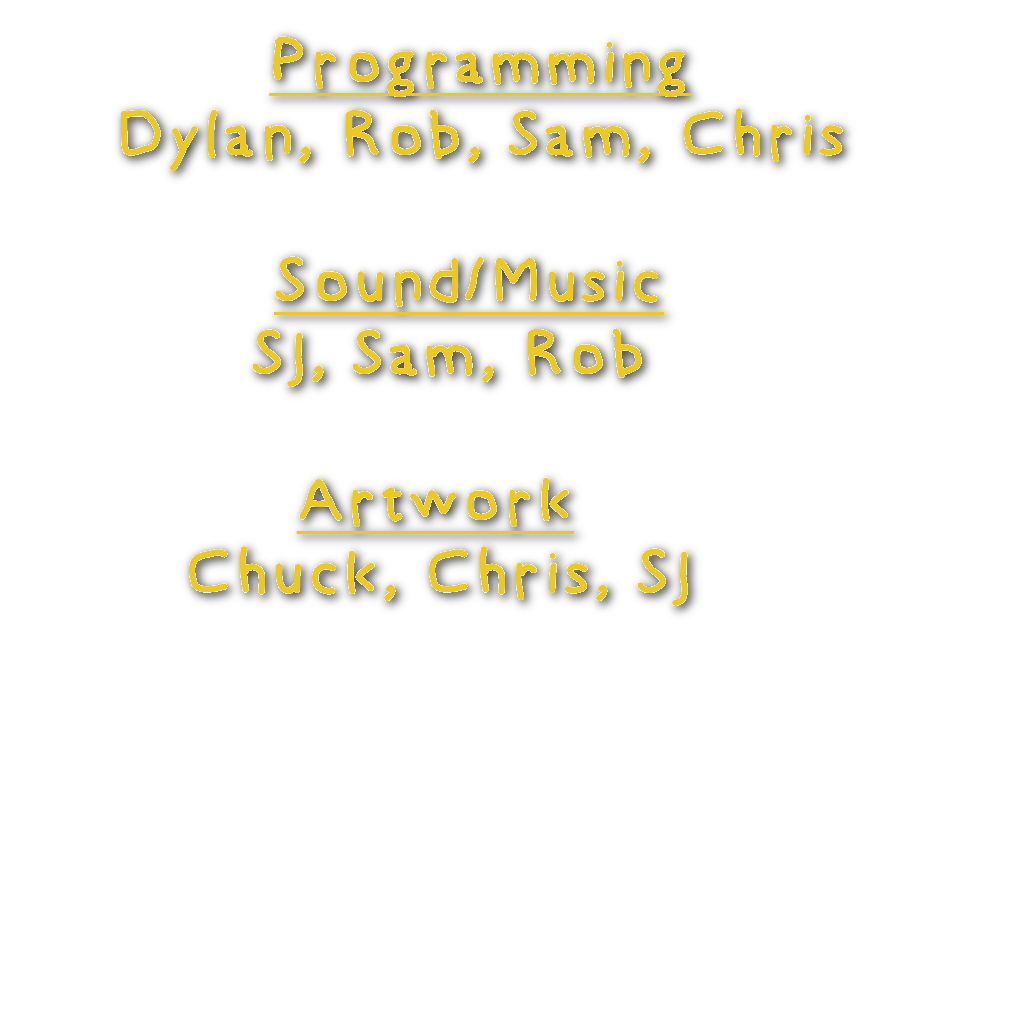 Programming
Dylan, Rob, Sam, Chris
Sound/Music
SJ, Sam, Rob
Artwork
Chuck, Chris, SJ